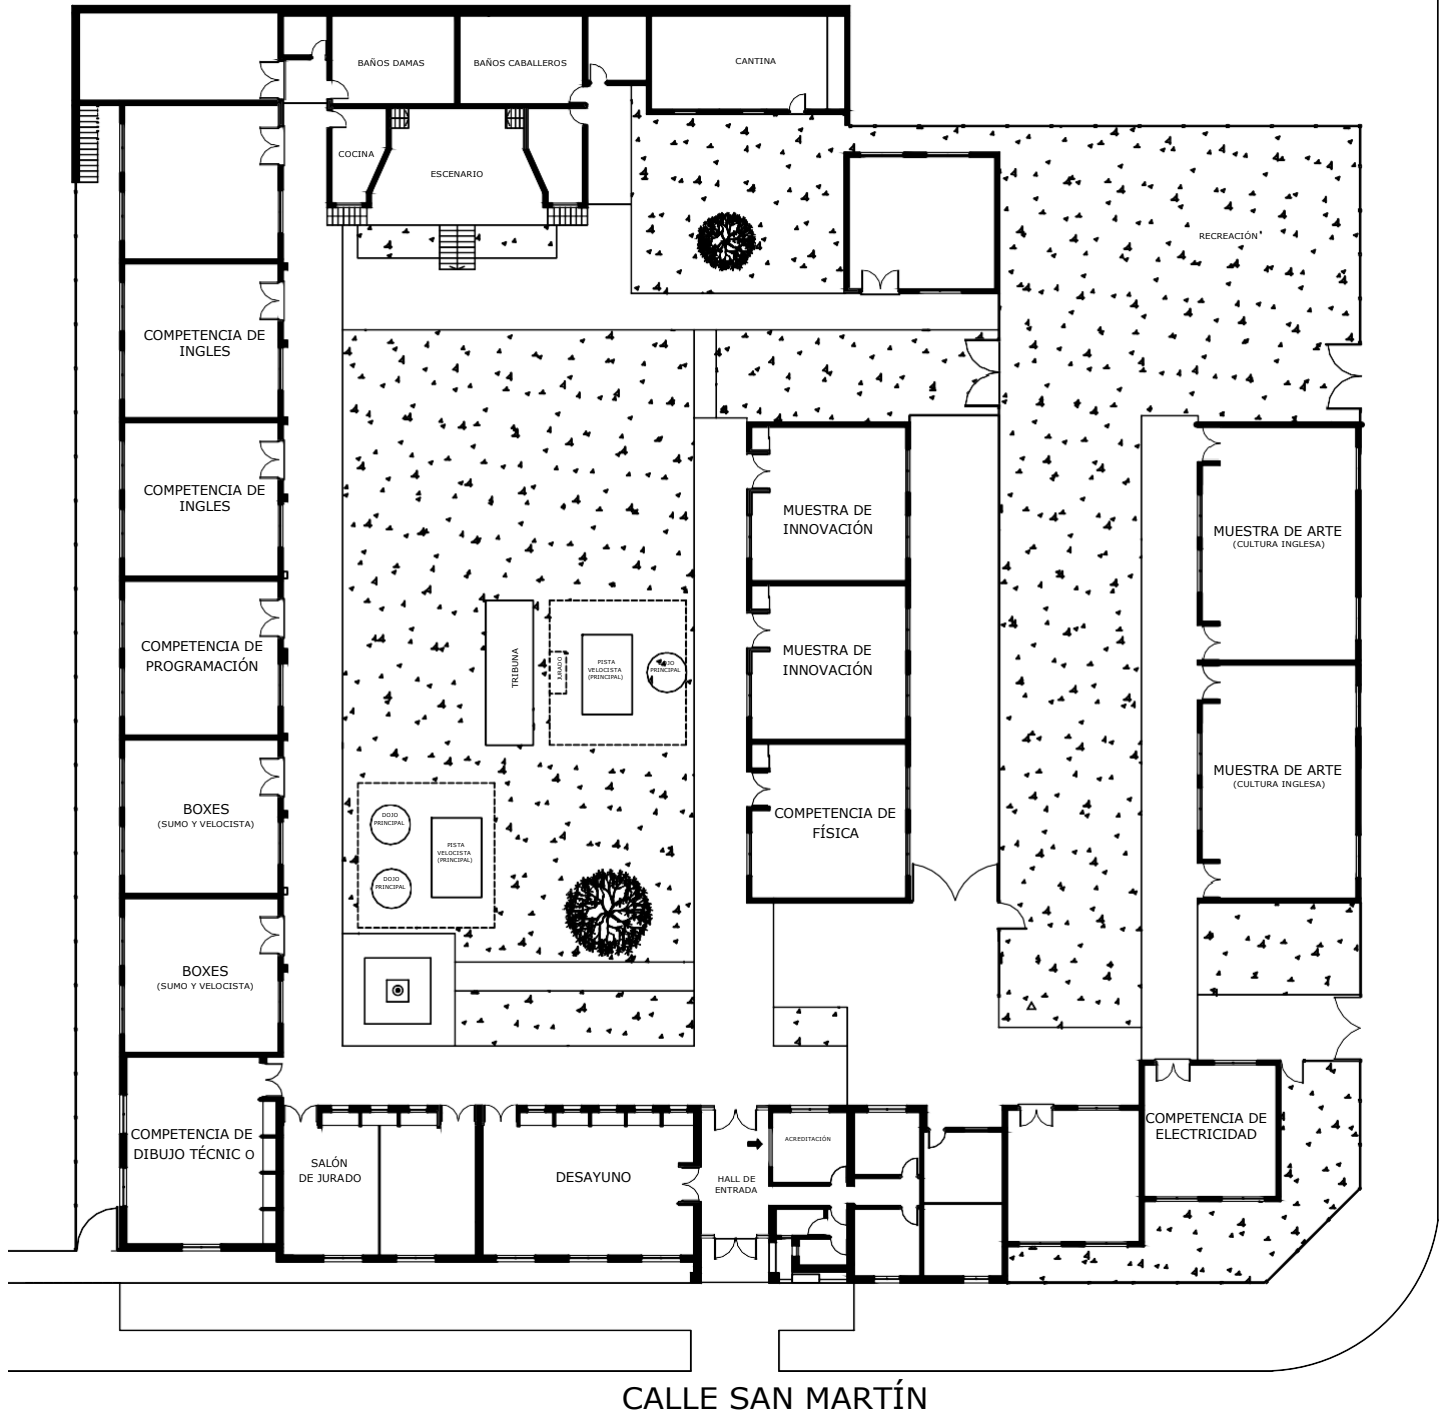 BAÑOS DAMAS
BAÑOS CABALLEROS
CANTINA
COCINA
ESCENARIO
RECREACIÓN
COMPETENCIA DE
INGLES
COMPETENCIA DE
INGLES
MUESTRA DE
INNOVACIÓN
MUESTRA DE ARTE
(CULTURA INGLESA)
COMPETENCIA DE
PROGRAMACIÓN
TRIBUNA
JURADO
PISTA
VELOCISTA
(PRINCIPAL)
DOJO
PRINCIPAL
MUESTRA DE
INNOVACIÓN
MUESTRA DE ARTE
(CULTURA INGLESA)
BOXES
(SUMO Y VELOCISTA)
DOJO
PRINCIPAL
PISTA
VELOCISTA
(PRINCIPAL)
DOJO
PRINCIPAL
COMPETENCIA DE
FÍSICA
BOXES
(SUMO Y VELOCISTA)
COMPETENCIA DE
DIBUJO TÉCNIC O
SALÓN
DE JURADO
DESAYUNO
HALL DE
ENTRADA
ACREDITACIÓN
COMPETENCIA DE
ELECTRICIDAD
CALLE SAN MARTÍN